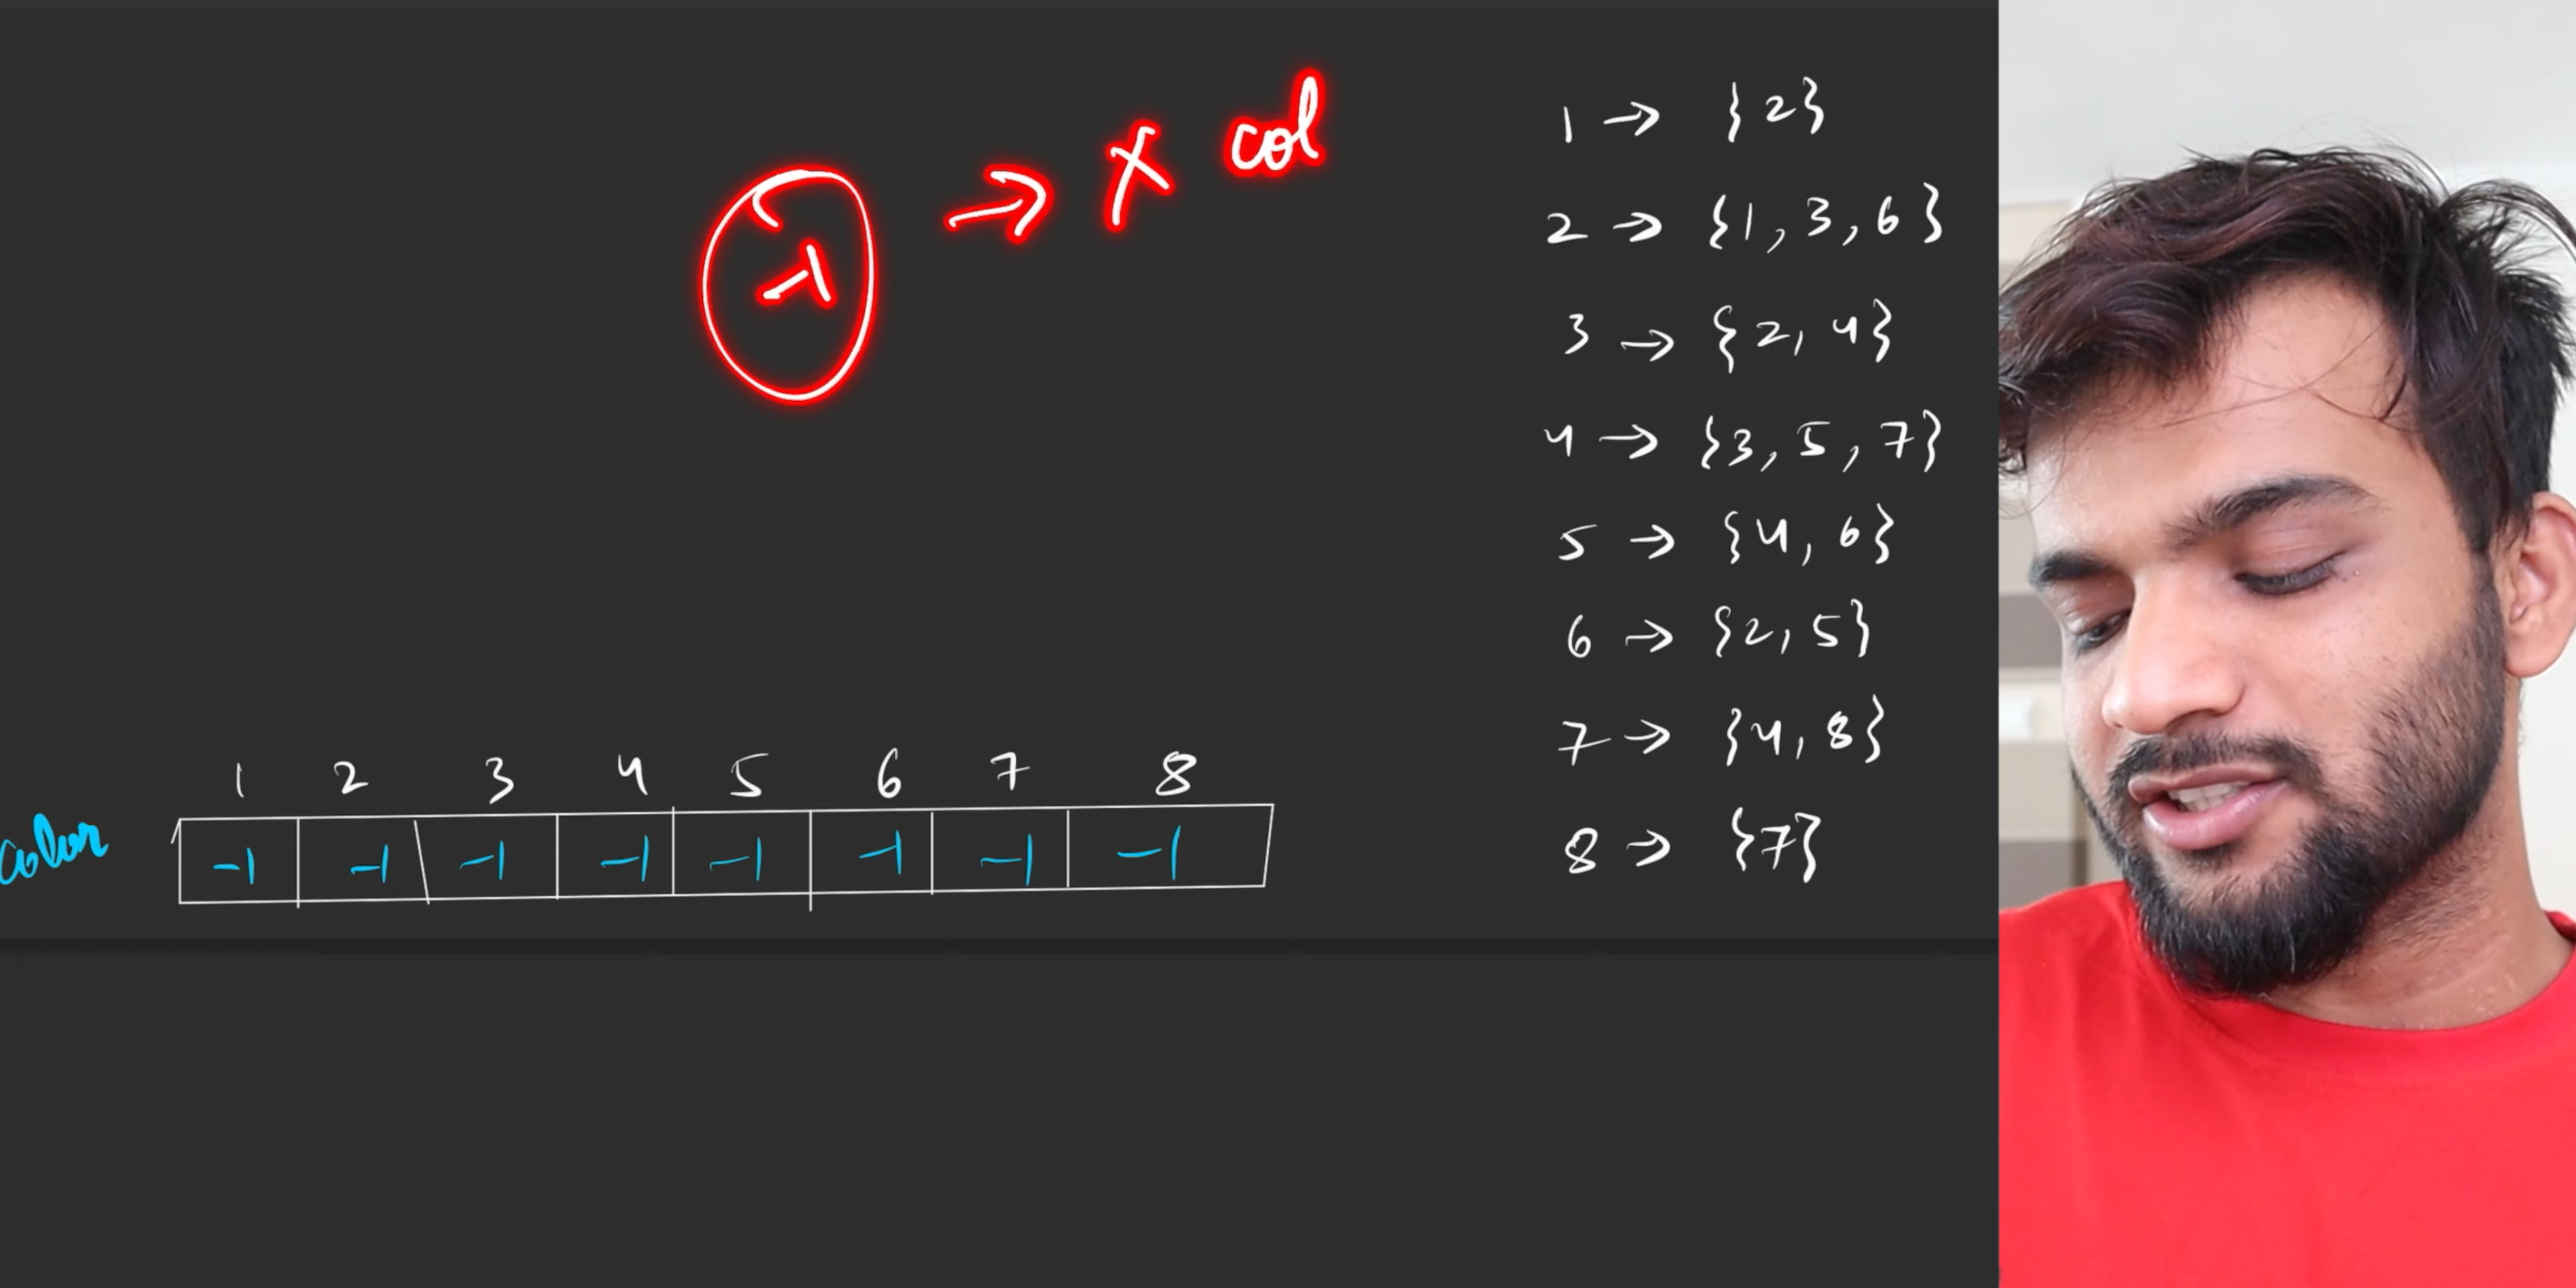 -1 → X col
1 → {2}
2 → {1, 3, 6}
3 → {2, 4}
4 → {3, 5, 7}
5 → {4, 6}
6 → {2, 5}
7 → {4, 8}
8 → {7}
1 2 3 4 5 6 7 8
color -1 -1 -1 -1 -1 -1 -1 -1